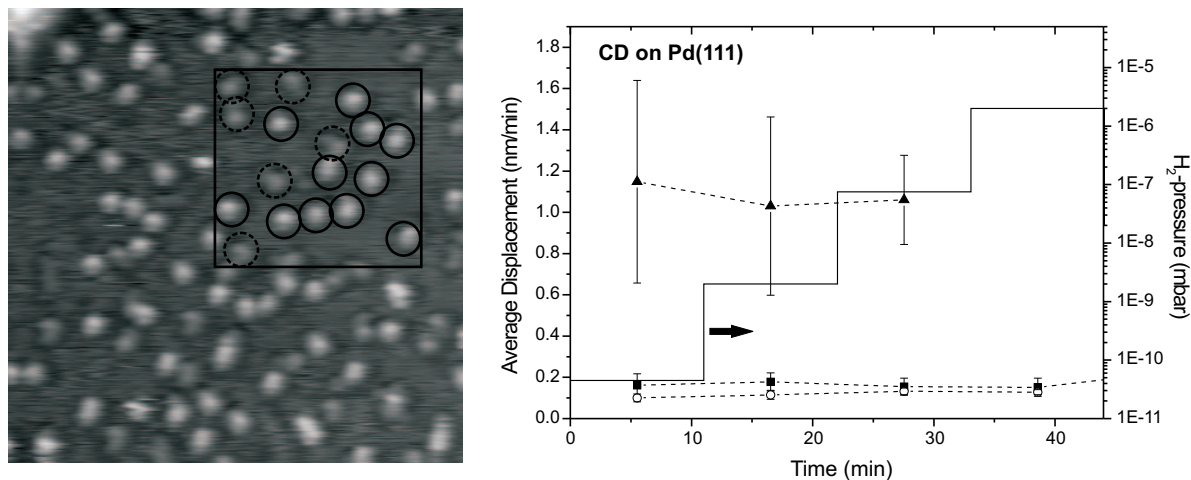 CD on Pd(111)
Average Displacement (nm/min)
1.8
1.6
1.4
1.2
1.0
0.8
0.6
0.4
0.2
0.0
0
10
20
30
40
Time (min)
1E-5
1E-6
1E-7
1E-8
1E-9
1E-10
1E-11
H₂-pressure (mbar)